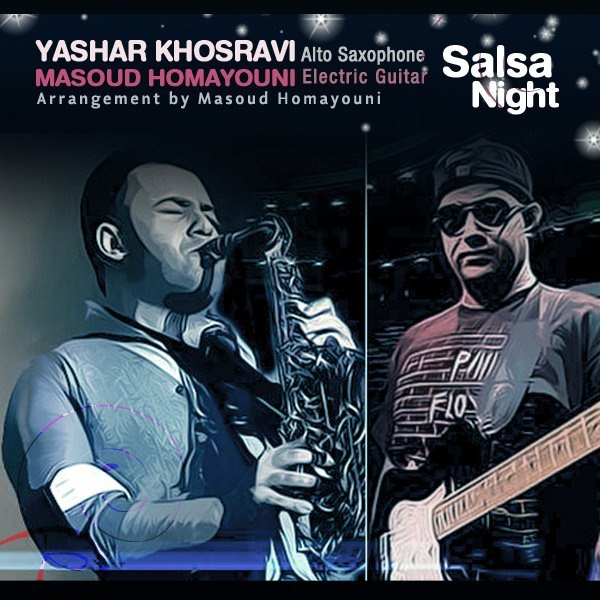 YASHAR KHOSRAVI Alto Saxophone
MASOUD HOMAYOUNI Electric Guitar
Arrangement by Masoud Homayouni
Salsa
Night